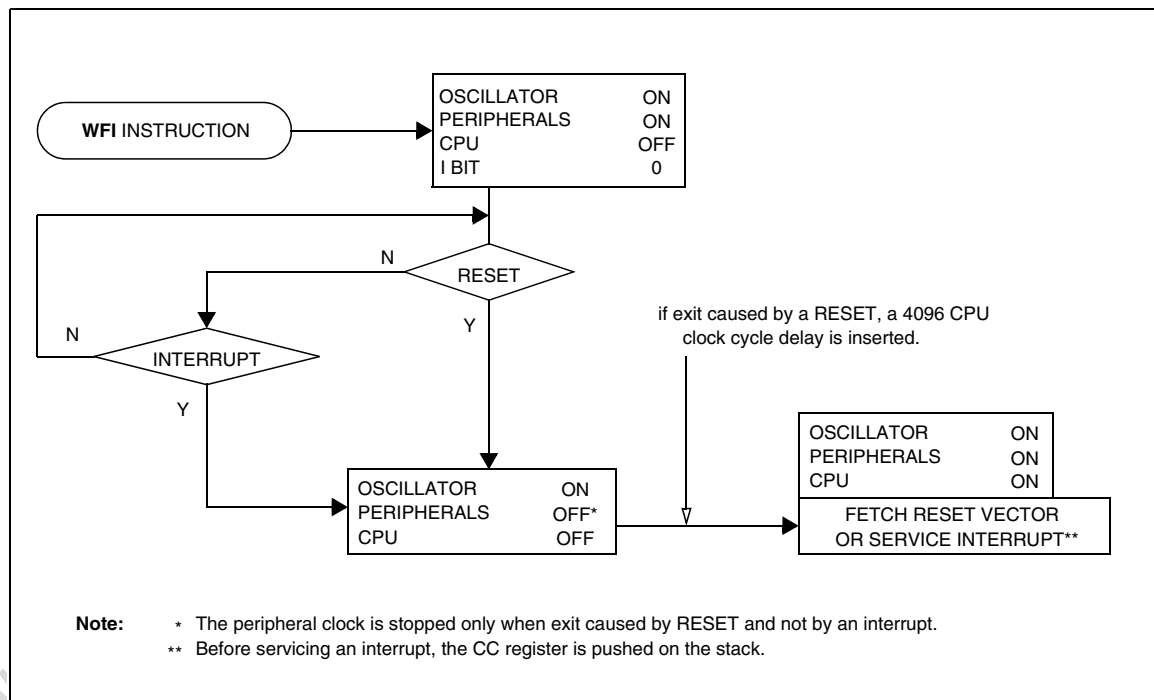 OSCILLATOR ON
PERIPHERALS ON
CPU OFF
I BIT 0
WFI INSTRUCTION
N
RESET
N
Y
INTERRUPT
Y
if exit caused by a RESET, a 4096 CPU
clock cycle delay is inserted.
OSCILLATOR ON
PERIPHERALS OFF*
CPU OFF
OSCILLATOR ON
PERIPHERALS ON
CPU ON
FETCH RESET VECTOR
OR SERVICE INTERRUPT**
Note: * The peripheral clock is stopped only when exit caused by RESET and not by an interrupt.
** Before servicing an interrupt, the CC register is pushed on the stack.